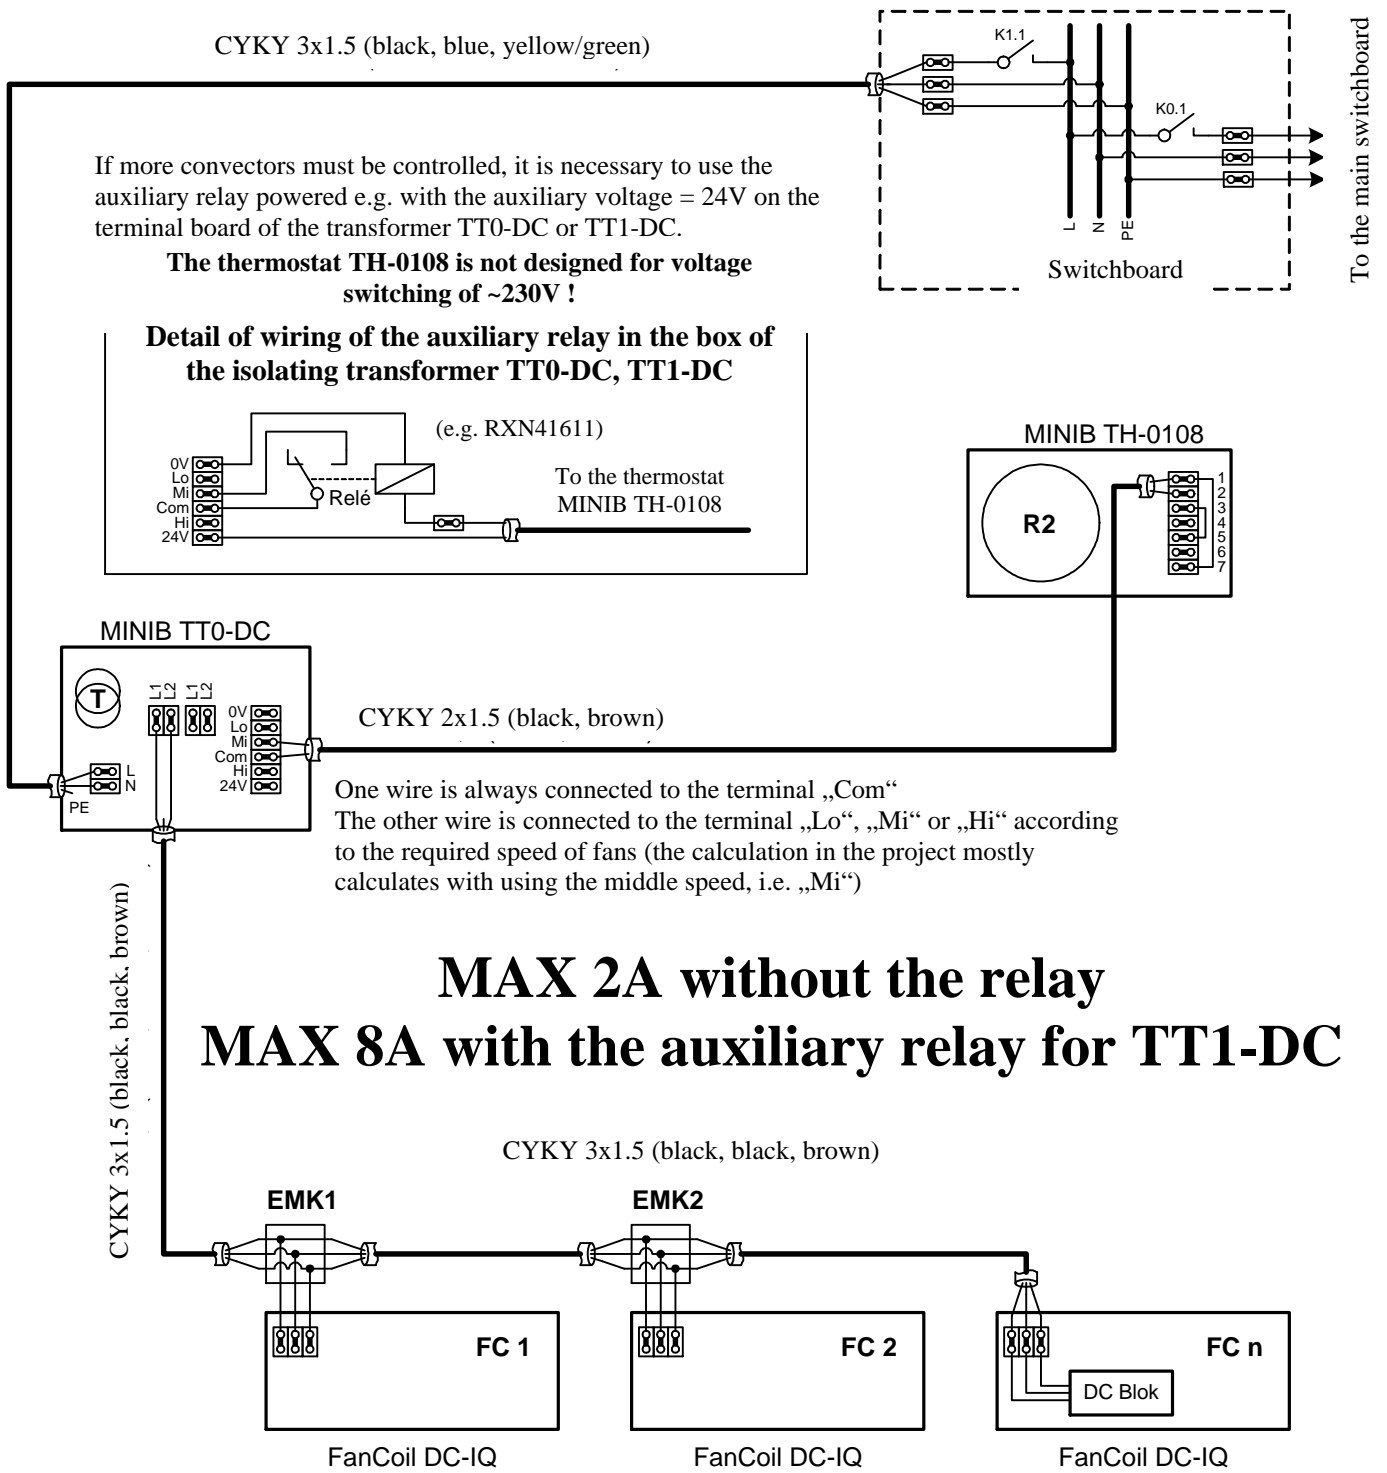 CYKY 3x1.5 (black, blue, yellow/green)
K1.1
K0.1
L
N
PE
Switchboard
To the main switchboard
If more convectors must be controlled, it is necessary to use the
auxiliary relay powered e.g. with the auxiliary voltage = 24V on the
terminal board of the transformer TT0-DC or TT1-DC.
The thermostat TH-0108 is not designed for voltage
switching of ~230V !
Detail of wiring of the auxiliary relay in the box of
the isolating transformer TT0-DC, TT1-DC
(e.g. RXN41611)
0V
Lo
Mi
Com
Hi
24V
Relé
To the thermostat
MINIB TH-0108
MINIB TH-0108
R2
1
2
3
4
5
6
7
MINIB TT0-DC
T
L1
L2
L1
L2
0V
Lo
Mi
Com
Hi
24V
L
N
PE
CYKY 2x1.5 (black, brown)
One wire is always connected to the terminal „Com“
The other wire is connected to the terminal „Lo“, „Mi“ or „Hi“ according
to the required speed of fans (the calculation in the project mostly
calculates with using the middle speed, i.e. „Mi“)
MAX 2A without the relay
MAX 8A with the auxiliary relay for TT1-DC
CYKY 3x1.5 (black, black, brown)
CYKY 3x1.5 (black, black, brown)
EMK1
EMK2
FC 1
FC 2
FC n
DC Blok
FanCoil DC-IQ
FanCoil DC-IQ
FanCoil DC-IQ